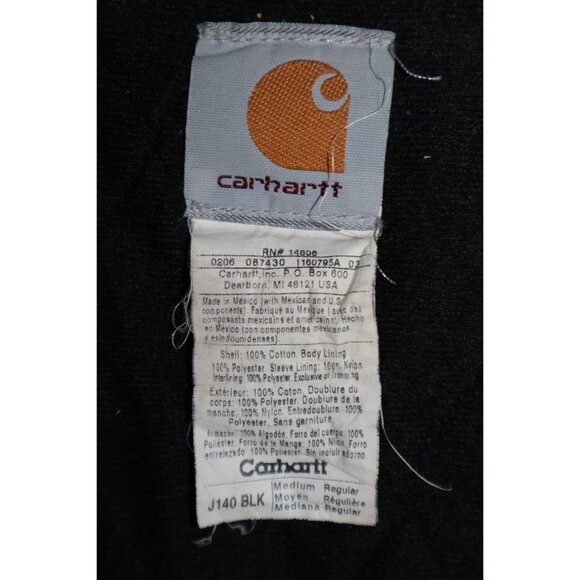 carhartt
RN# 14806
0206 087430 1160795A 03
Carhartt, Inc. P.O. Box 600
Dearborn, MI 48121 USA
Made in Mexico (with Mexican and U.S.
components). Fabriqué au Mexique (avec des
composants mexicains et américains). Hecho
en México (con componentes mexicanos
y estadounidenses).
Shell: 100% Cotton. Body Lining
100% Polyester. Sleeve Lining: 100% Nylon
Interlining: 100% Polyester. Exclusive of trimming
Extérieur: 100% Coton. Doublure du
corps: 100% Polyester. Doublure de la
manche: 100% Nylon. Entredoublure: 100%
Polyester. Sans garniture.
Armazón: 100% Algodón. Forro del cuerpo: 100%
Poliester. Forro de la Manga: 100% Nilon. Forro
entrelazado: 100% Poliester. Sin incluir adorno.
Carhartt
J140 BLK
Medium Regular
Moyen Régulière
Mediana Regular